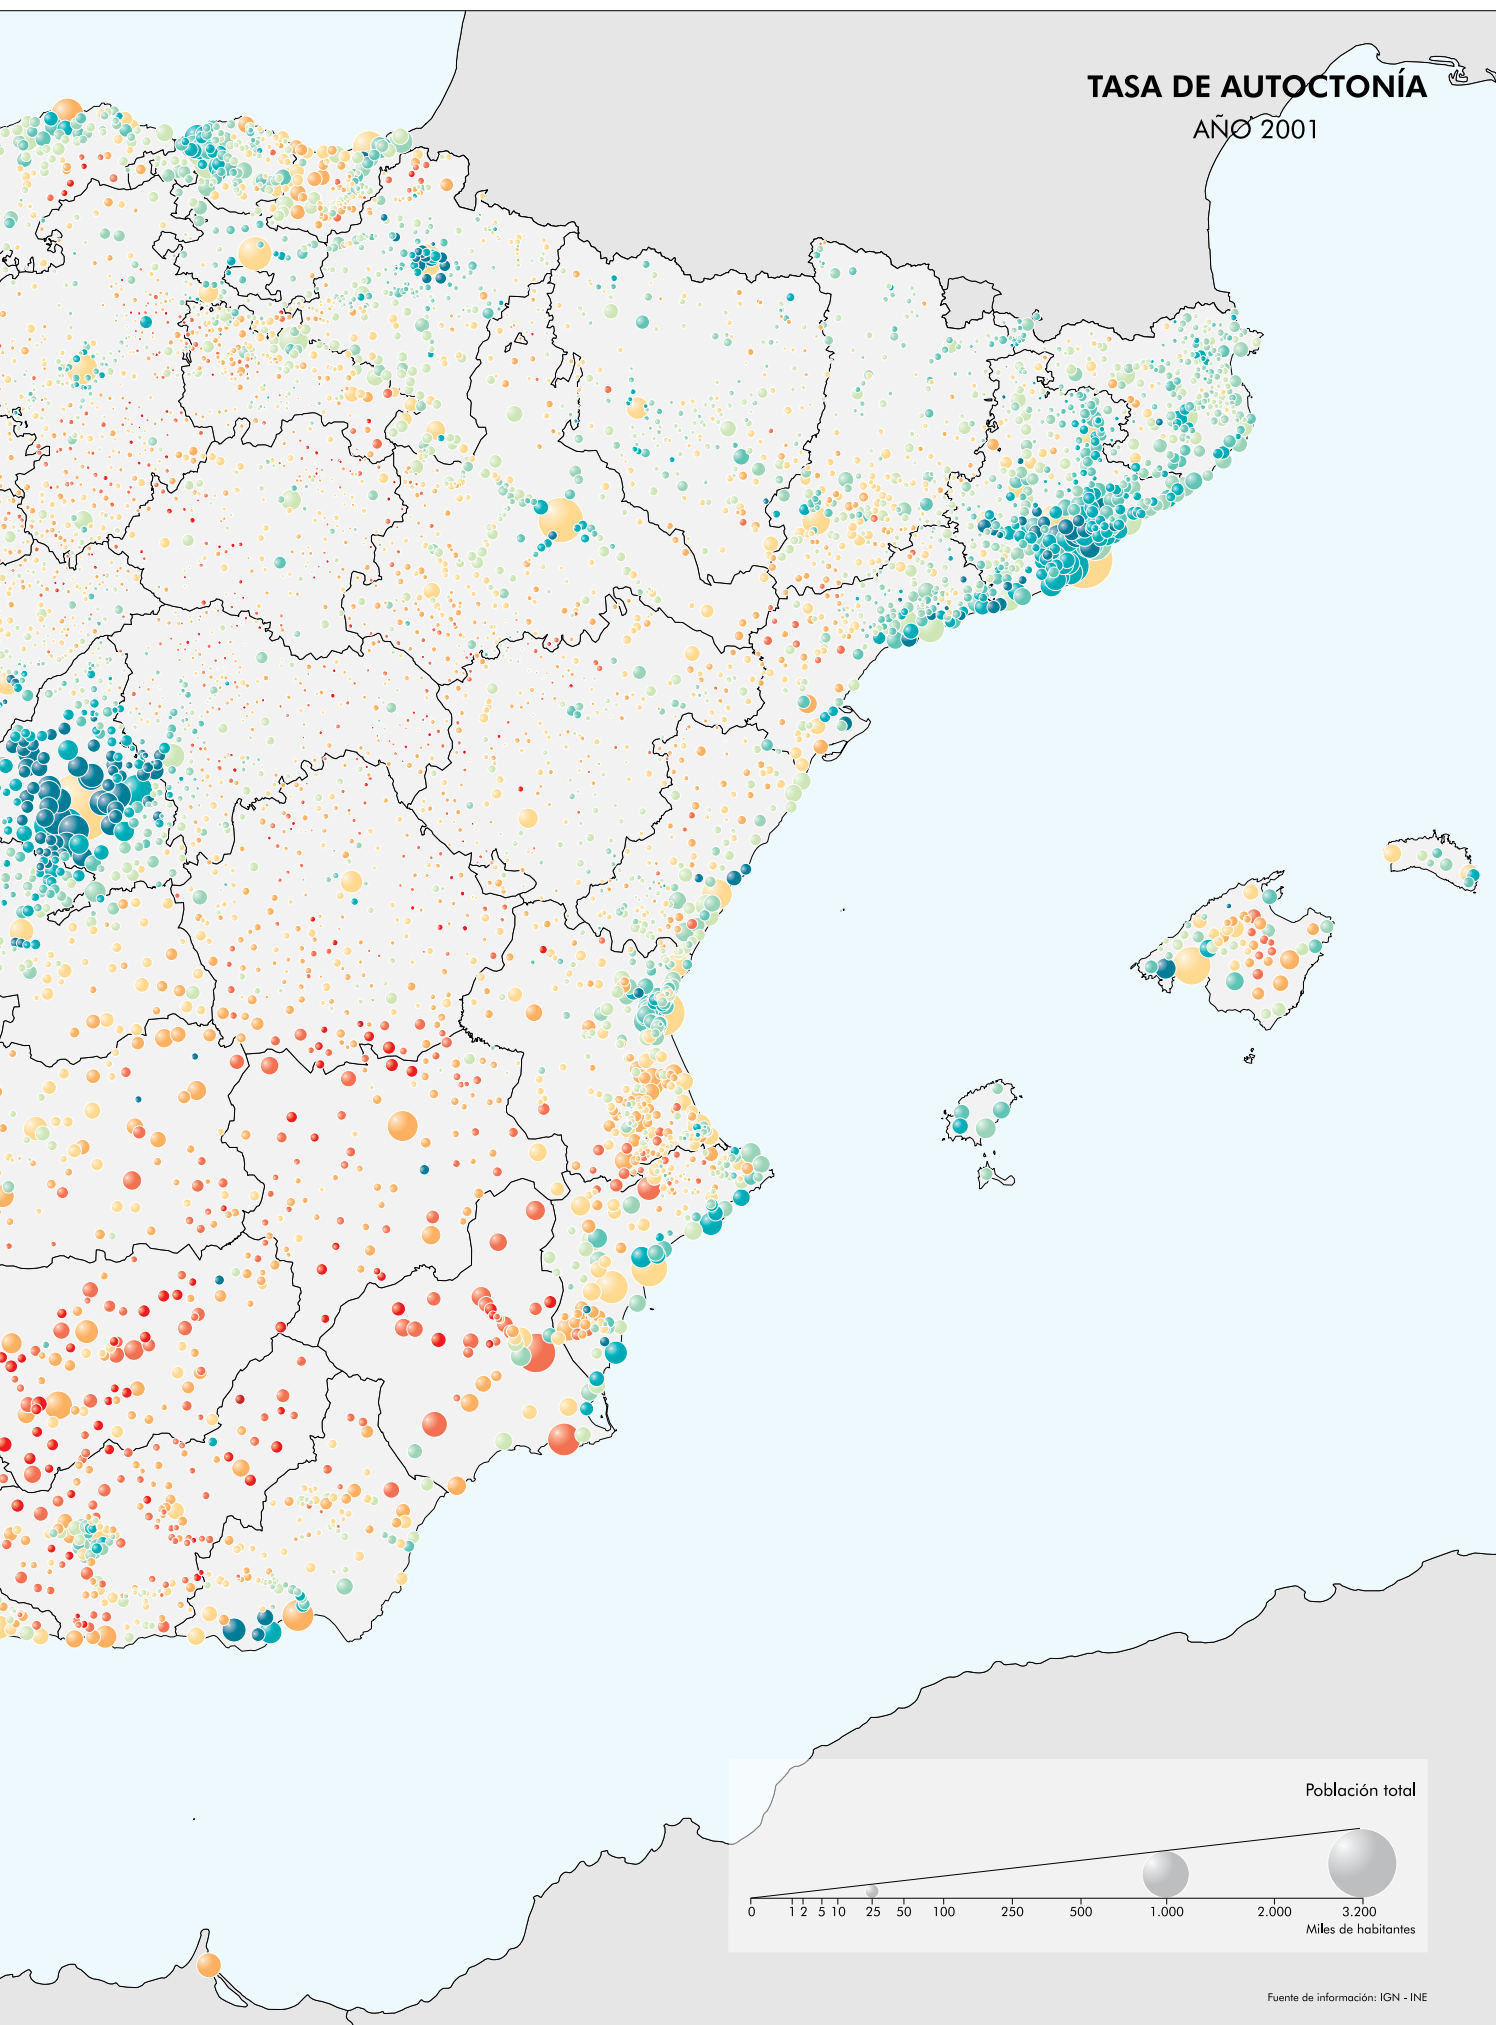 TASA DE AUTOCTONÍA
AÑO 2001
Población total
0 1 2 5 10 25 50 100 250 500 1.000 2.000 3.200
Miles de habitantes
Fuente de información: IGN - INE